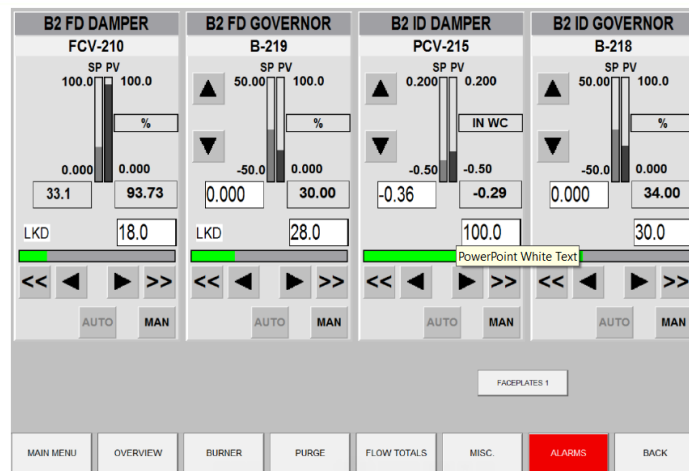 B2 FD DAMPER
FCV-210
SP PV
100.0 100.0
%
0.000 0.000
33.1 93.73
LKD 18.0
<< >>
AUTO MAN
B2 FD GOVERNOR
B-219
SP PV
50.00 100.0
%
-50.0 0.000
0.000 30.00
LKD 28.0
<< >>
AUTO MAN
B2 ID DAMPER
PCV-215
SP PV
0.200 0.200
IN WC
-0.50 -0.50
-0.36 -0.29
100.0
PowerPoint White Text
<< >>
AUTO MAN
B2 ID GOVERNOR
B-218
SP PV
50.00 100.0
%
-50.0 0.000
0.000 34.00
30.0
<< >>
AUTO MAN
FACEPLATES 1
MAIN MENU OVERVIEW BURNER PURGE FLOW TOTALS MISC. ALARMS BACK